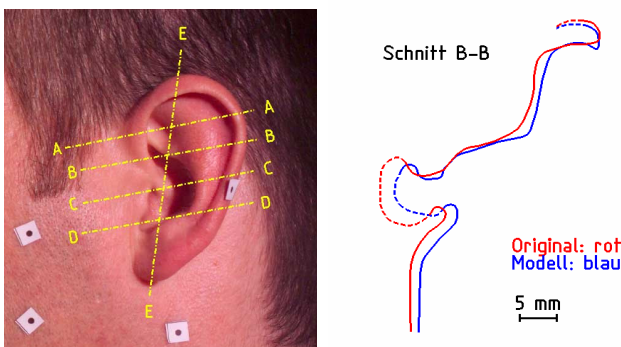 E
A
A
B
B
C
C
D
D
E
Schnitt B-B
Original: rot
Modell: blau
5 mm